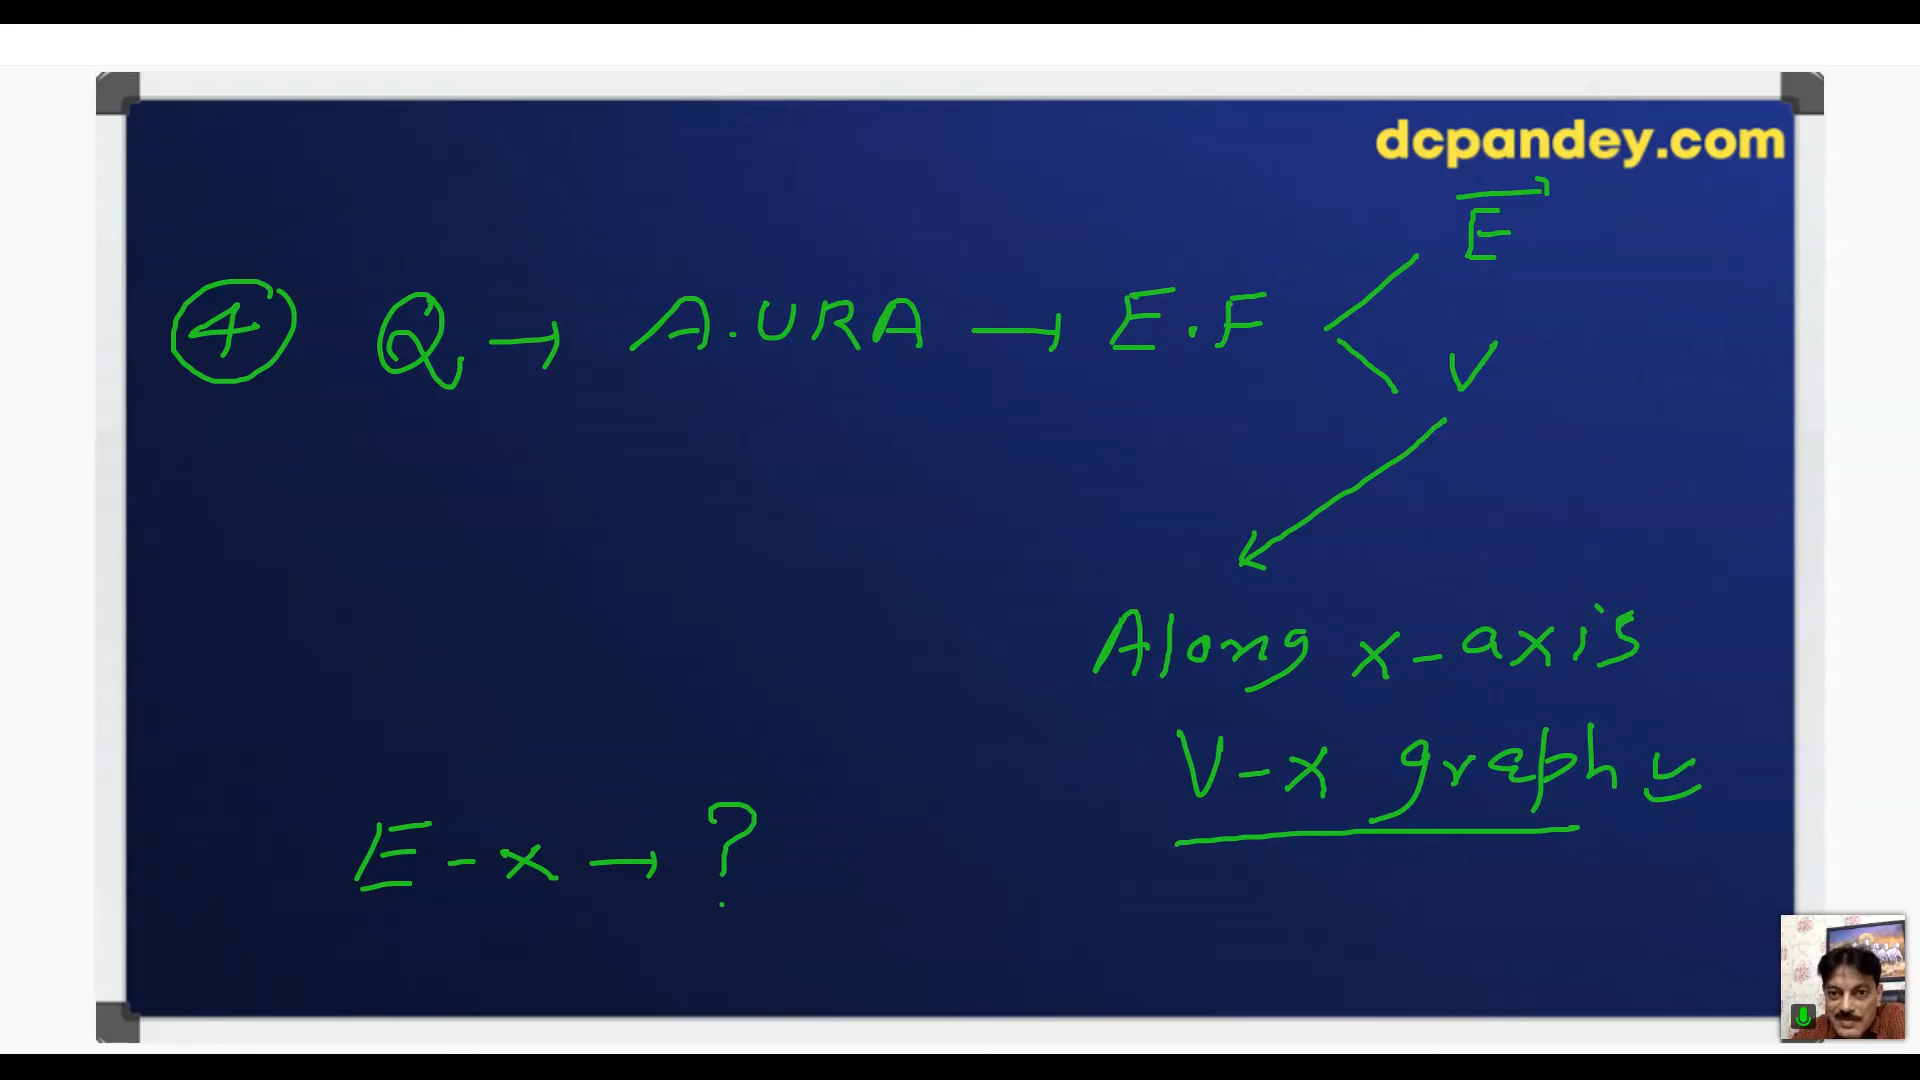 dcpandey.com
E
4 Q → A.URA → E.F
V
Along x-axis
V-x graph
E-x → ?